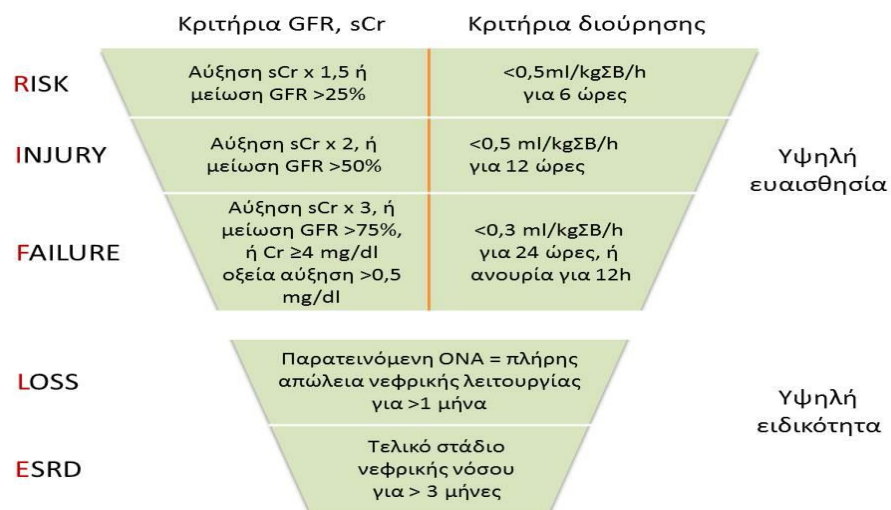 Κριτήρια GFR, sCr
Κριτήρια διούρησης
RISK
Αύξηση sCr x 1,5 ή
μείωση GFR >25%
<0,5ml/kgΣΒ/h
για 6 ώρες
INJURY
Αύξηση sCr x 2, ή
μείωση GFR >50%
<0,5 ml/kgΣΒ/h
για 12 ώρες
Υψηλή
ευαισθησία
FAILURE
Αύξηση sCr x 3, ή
μείωση GFR >75%,
ή Cr ≥4 mg/dl
οξεία αύξηση >0,5
mg/dl
<0,3 ml/kgΣΒ/h
για 24 ώρες, ή
ανουρία για 12h
LOSS
Παρατεινόμενη ΟΝΑ = πλήρης
απώλεια νεφρικής λειτουργίας
για >1 μήνα
Υψηλή
ειδικότητα
ESRD
Τελικό στάδιο
νεφρικής νόσου
για > 3 μήνες